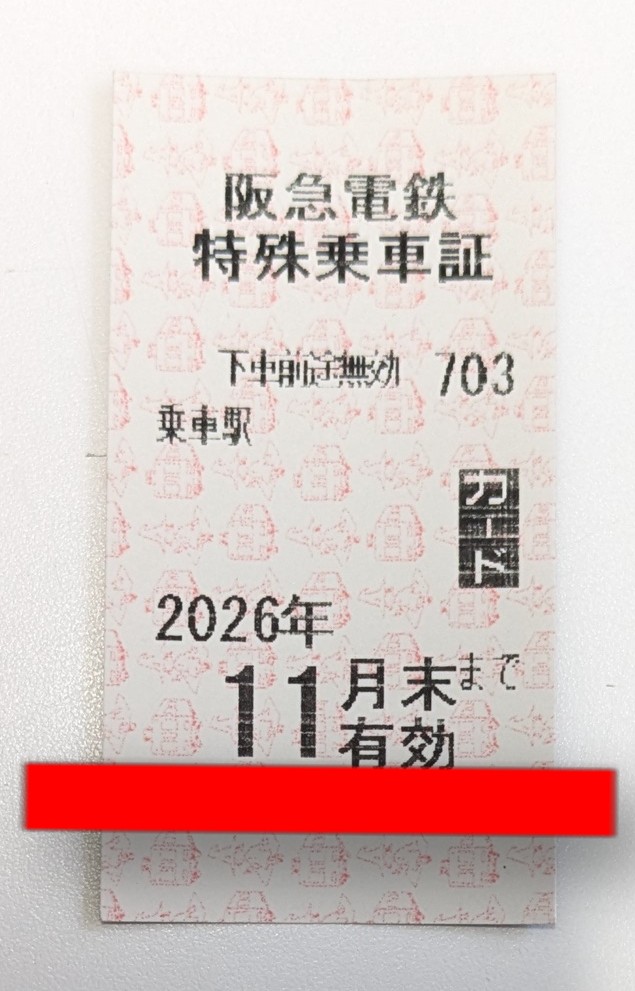 阪急電鉄
特殊乗車証
下車前途無効 703
乗車駅
カード
2026年
11月末まで
有効